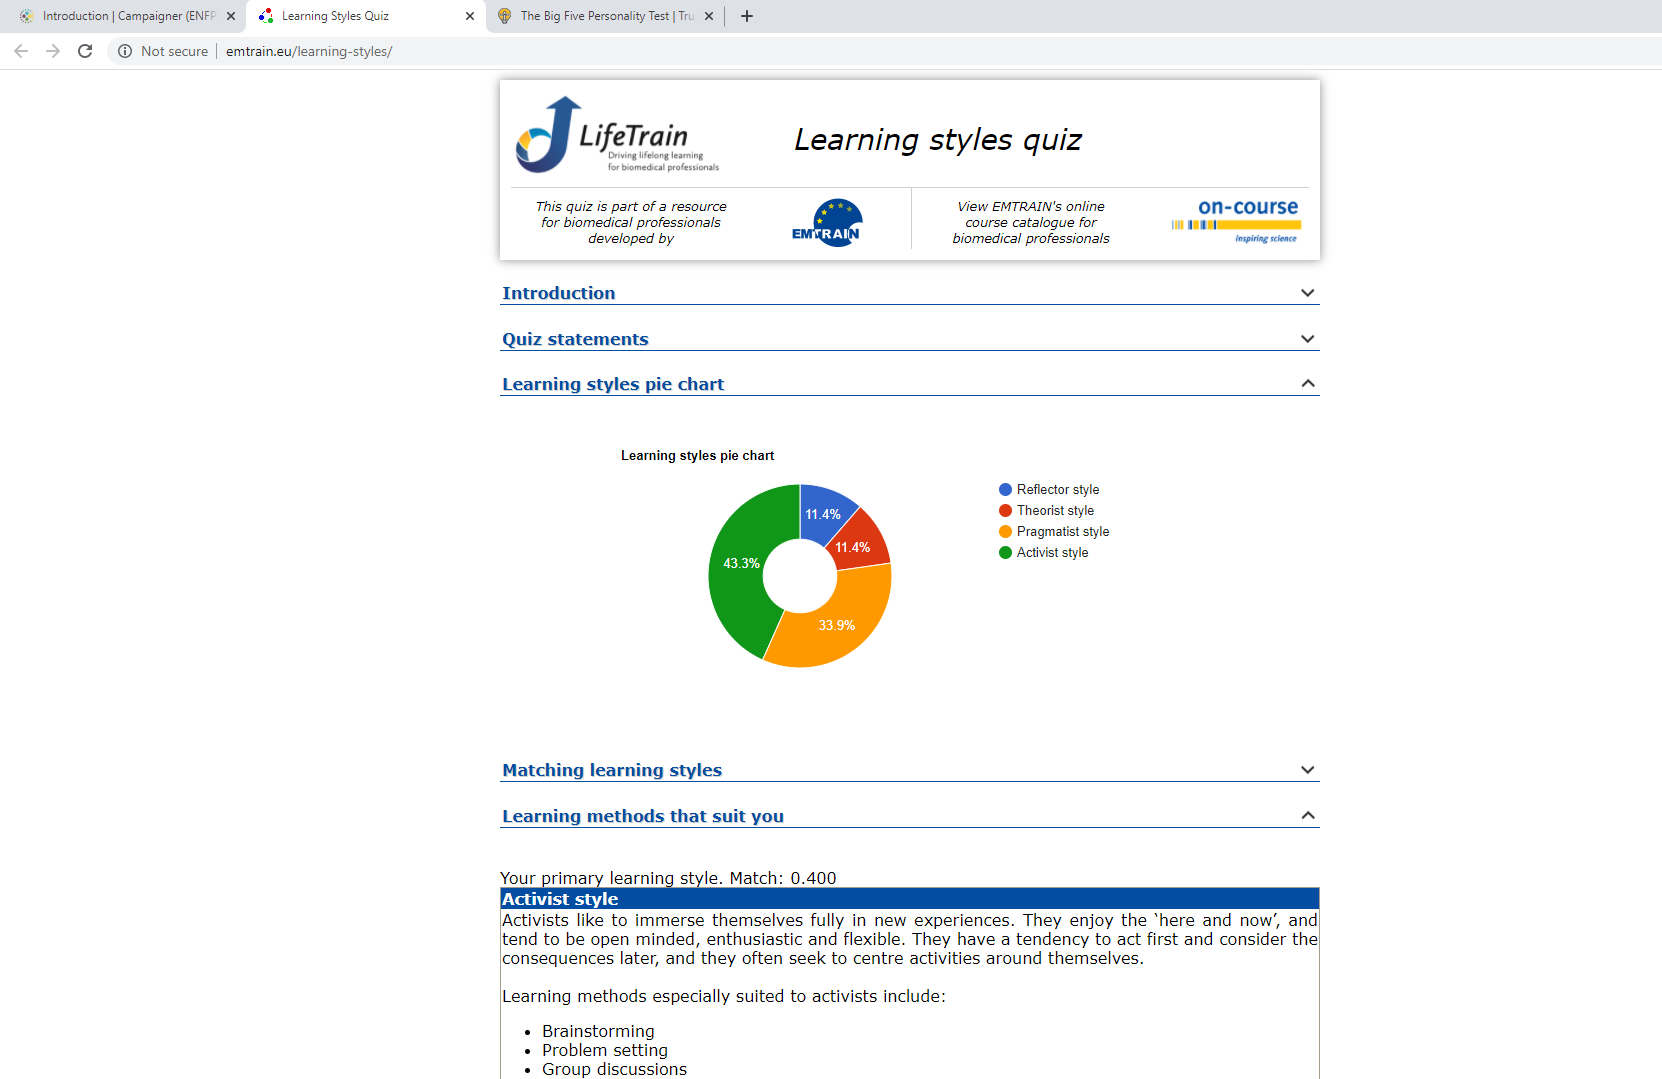 Introduction | Campaigner (ENFP
Learning Styles Quiz
The Big Five Personality Test | Tru
Not secure | emtrain.eu/learning-styles/
LifeTrain
Driving lifelong learning
for biomedical professionals
Learning styles quiz
This quiz is part of a resource
for biomedical professionals
developed by
EMTRAIN
View EMTRAIN's online
course catalogue for
biomedical professionals
on-course
inspiring science
Introduction
Quiz statements
Learning styles pie chart
Learning styles pie chart
11.4%
11.4%
33.9%
43.3%
Reflector style
Theorist style
Pragmatist style
Activist style
Matching learning styles
Learning methods that suit you
Your primary learning style. Match: 0.400
Activist style
Activists like to immerse themselves fully in new experiences. They enjoy the ‘here and now’, and
tend to be open minded, enthusiastic and flexible. They have a tendency to act first and consider the
consequences later, and they often seek to centre activities around themselves.
Learning methods especially suited to activists include:
• Brainstorming
• Problem setting
• Group discussions